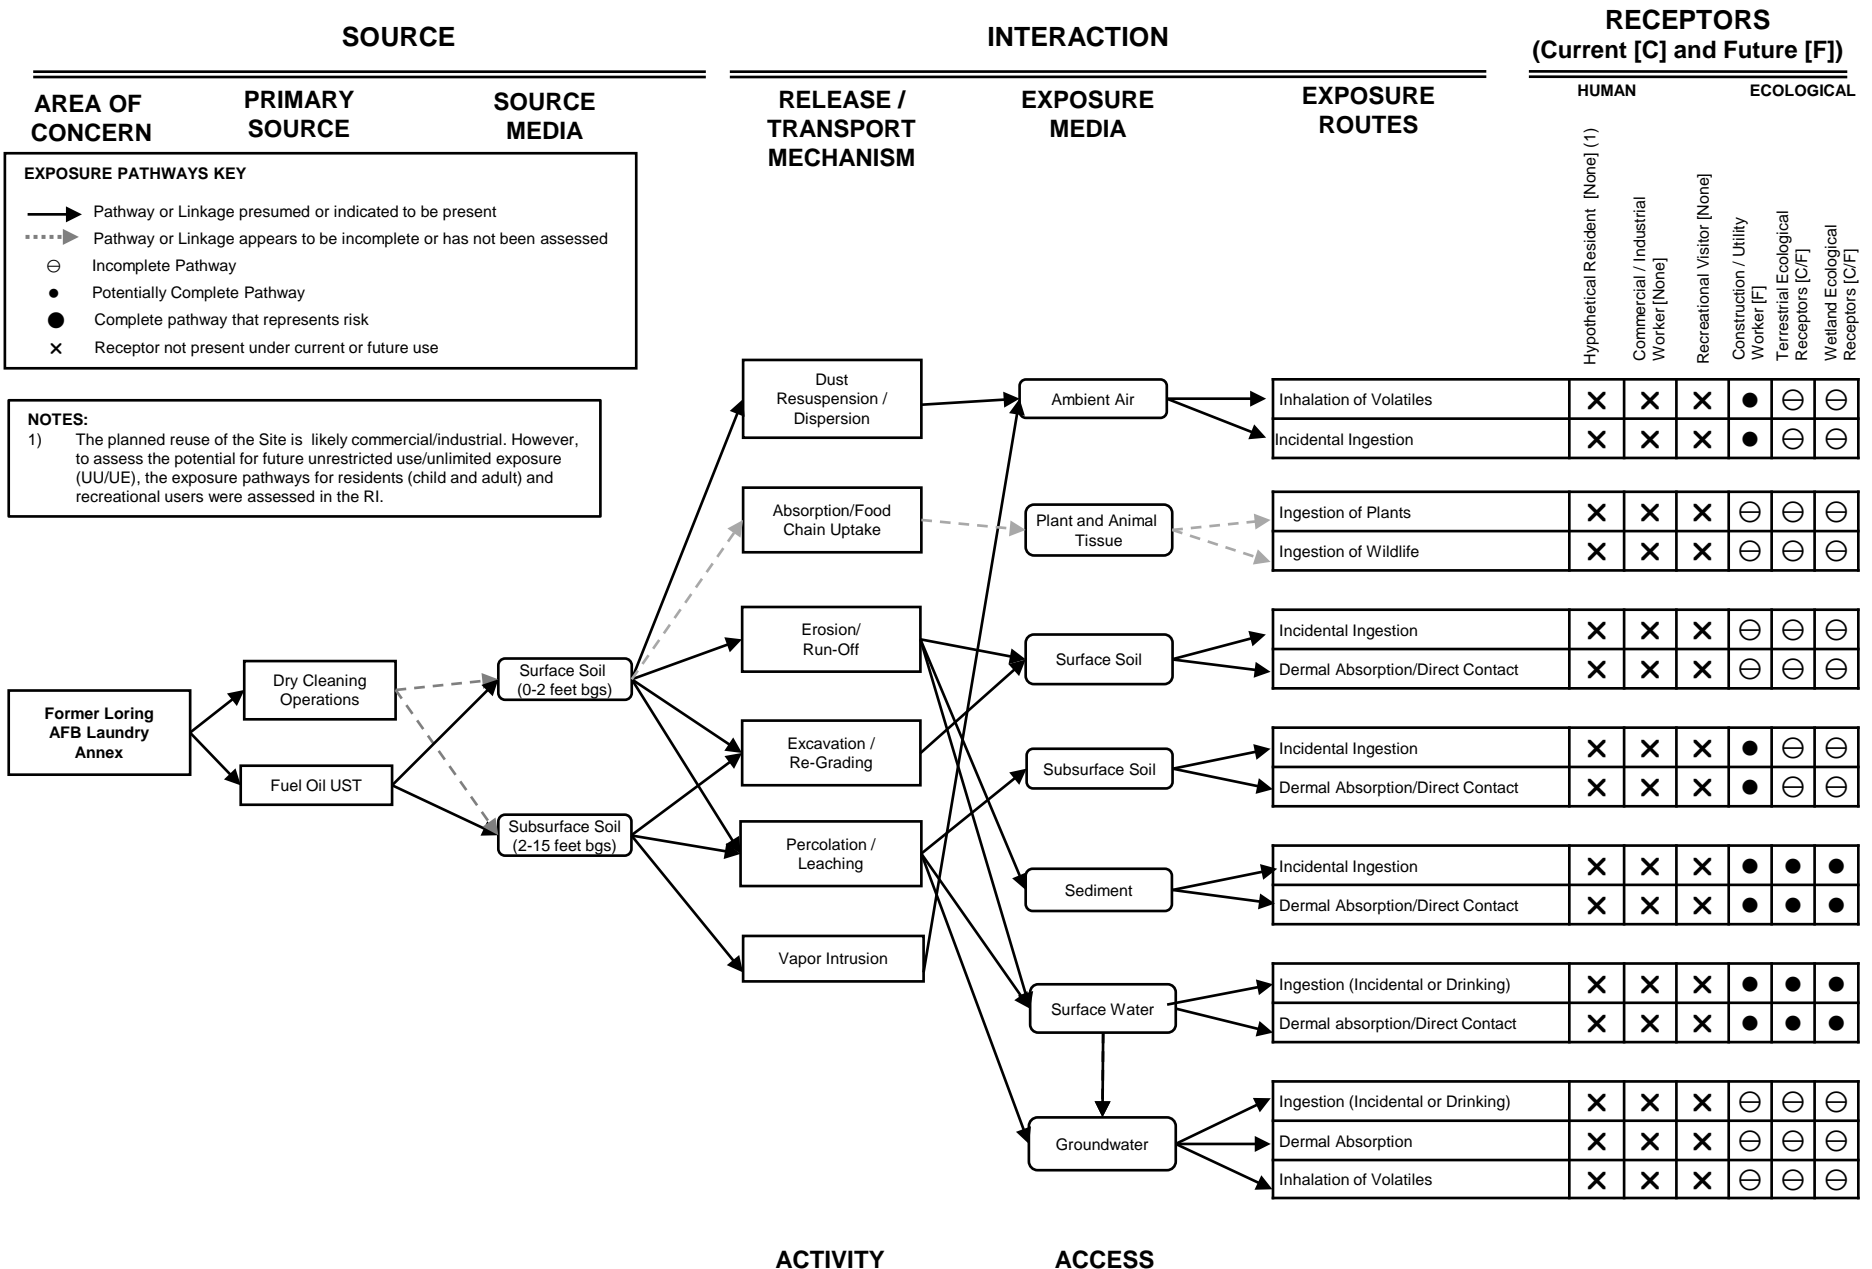 SOURCE
INTERACTION
RECEPTORS
(Current [C] and Future [F])
AREA OF
CONCERN
PRIMARY
SOURCE
SOURCE
MEDIA
RELEASE /
TRANSPORT
MECHANISM
EXPOSURE
MEDIA
EXPOSURE
ROUTES
HUMAN
ECOLOGICAL
Hypothetical Resident [None] (1)
Commercial / Industrial
Worker [None]
Recreational Visitor [None]
Construction / Utility
Worker [F]
Terrestrial Ecological
Receptors [C/F]
Wetland Ecological
Receptors [C/F]
EXPOSURE PATHWAYS KEY
Pathway or Linkage presumed or indicated to be present
Pathway or Linkage appears to be incomplete or has not been assessed
Incomplete Pathway
Potentially Complete Pathway
Complete pathway that represents risk
Receptor not present under current or future use
NOTES:
1) The planned reuse of the Site is likely commercial/industrial. However,
to assess the potential for future unrestricted use/unlimited exposure
(UU/UE), the exposure pathways for residents (child and adult) and
recreational users were assessed in the RI.
Former Loring
AFB Laundry
Annex
Dry Cleaning
Operations
Fuel Oil UST
Surface Soil
(0-2 feet bgs)
Subsurface Soil
(2-15 feet bgs)
Dust
Resuspension /
Dispersion
Absorption/Food
Chain Uptake
Erosion/
Run-Off
Excavation /
Re-Grading
Percolation /
Leaching
Vapor Intrusion
Ambient Air
Plant and Animal
Tissue
Surface Soil
Subsurface Soil
Sediment
Surface Water
Groundwater
Inhalation of Volatiles
Incidental Ingestion
Ingestion of Plants
Ingestion of Wildlife
Incidental Ingestion
Dermal Absorption/Direct Contact
Incidental Ingestion
Dermal Absorption/Direct Contact
Incidental Ingestion
Dermal Absorption/Direct Contact
Ingestion (Incidental or Drinking)
Dermal absorption/Direct Contact
Ingestion (Incidental or Drinking)
Dermal Absorption
Inhalation of Volatiles
ACTIVITY
ACCESS